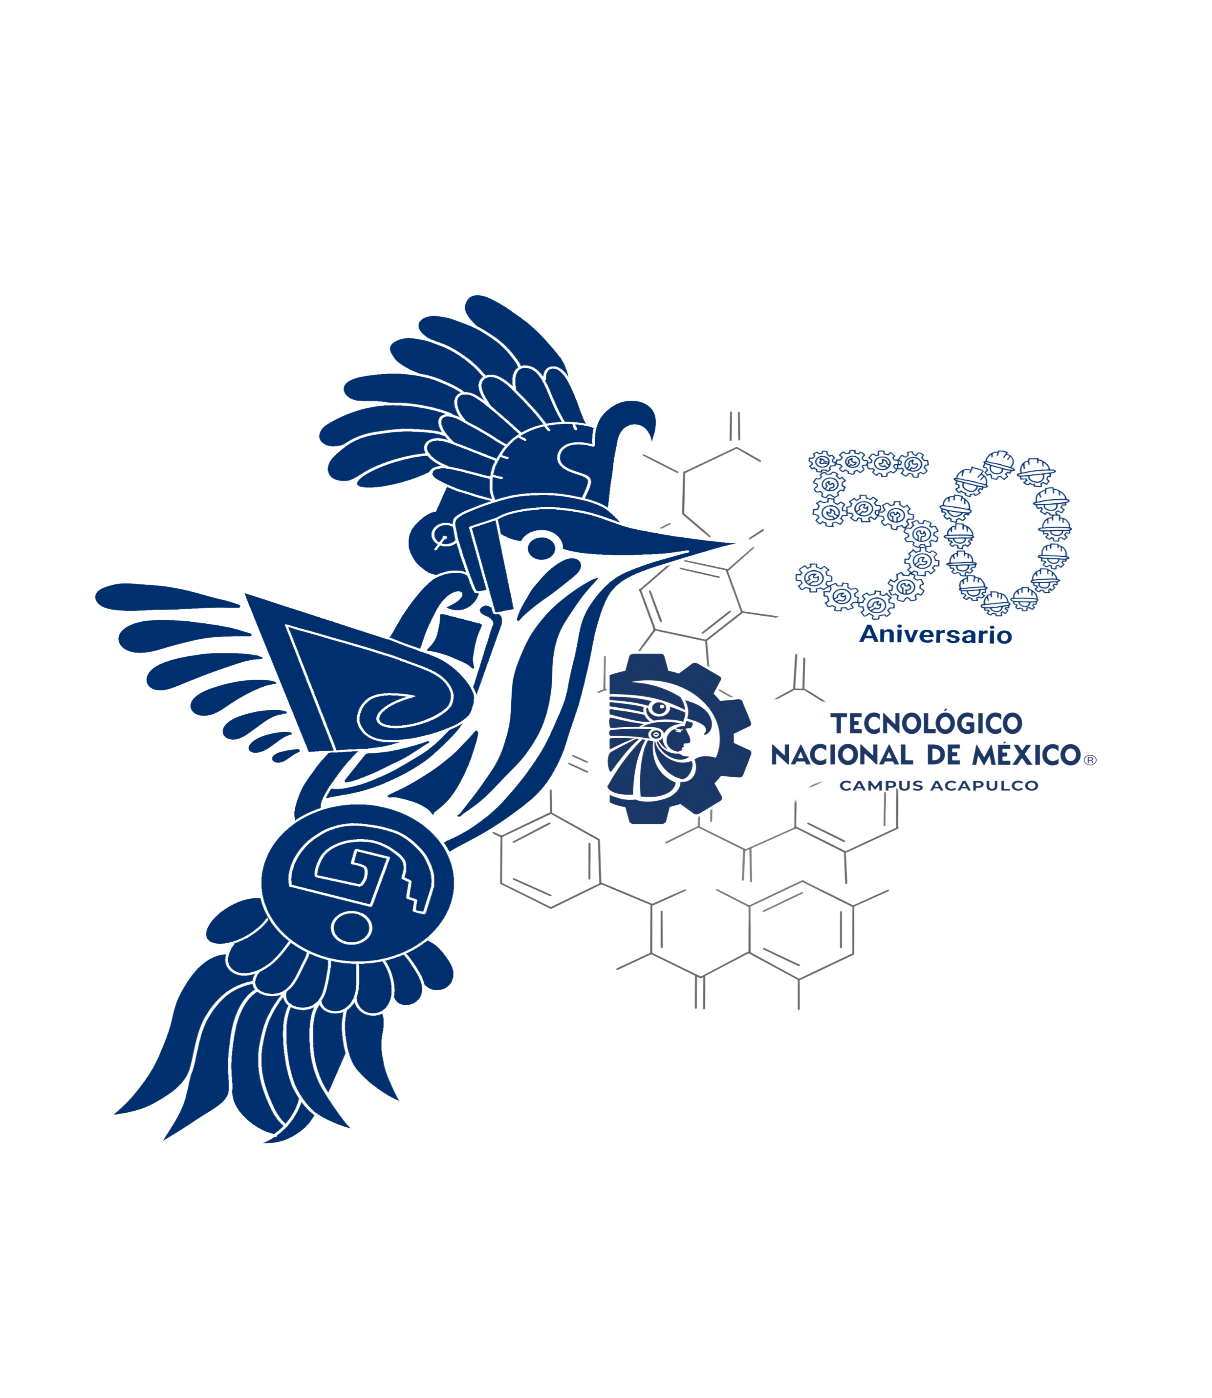 50
Aniversario
TECNOLÓGICO
NACIONAL DE MÉXICO®
CAMPUS ACAPULCO